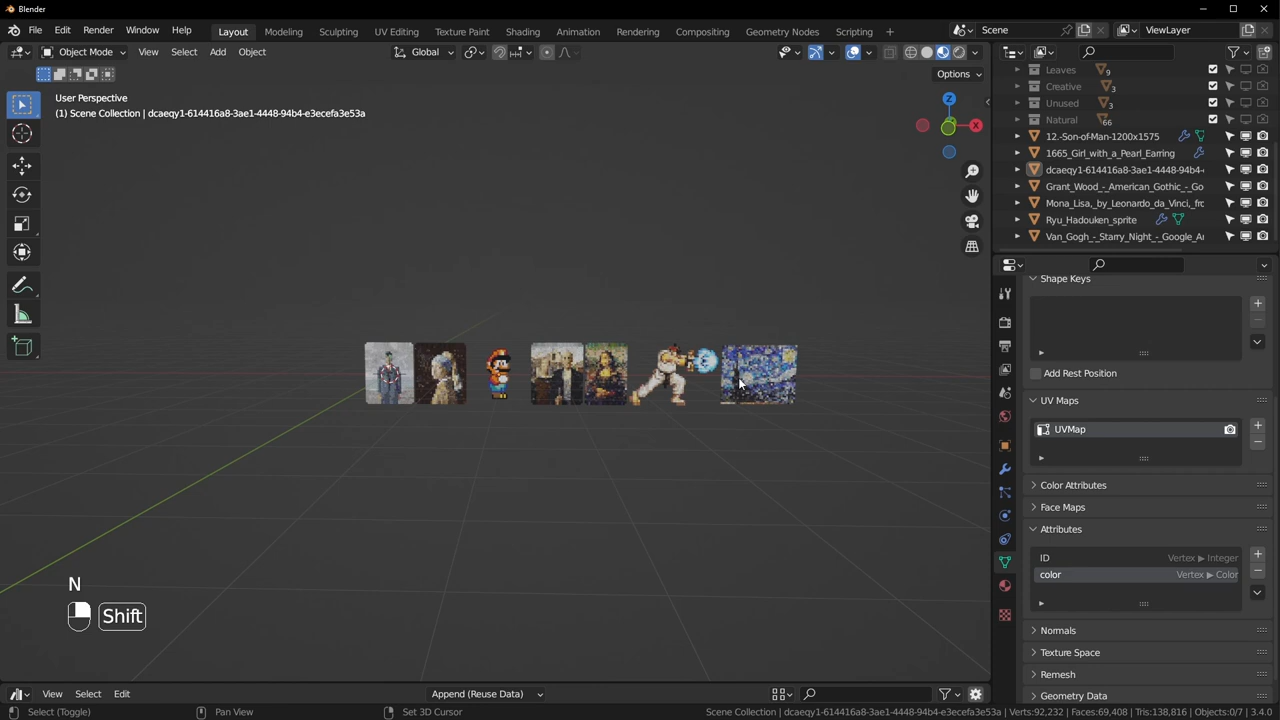 Blender
File Edit Render Window Help Layout Modeling Sculpting UV Editing Texture Paint Shading Animation Rendering Compositing Geometry Nodes Scripting + Scene ViewLayer
Object Mode View Select Add Object Global
Options
User Perspective
(1) Scene Collection | dcaeqy1-614416a8-3ae1-4448-94b4-e3ecefa3e53a
Z
X
Leaves 9
Creative 3
Unused 3
Natural 66
12.-Son-of-Man-1200x1575
1665_Girl_with_a_Pearl_Earring
dcaeqy1-614416a8-3ae1-4448-94b4-
Grant_Wood_-_American_Gothic_-_Go
Mona_Lisa,_by_Leonardo_da_Vinci,_fr
Ryu_Hadouken_sprite
Van_Gogh_-_Starry_Night_-_Google_Ar
Shape Keys
Add Rest Position
UV Maps
UVMap
Color Attributes
Face Maps
Attributes
ID Vertex ▶ Integer
color Vertex ▶ Color
Normals
Texture Space
Remesh
Geometry Data
N
Shift
View Select Edit Append (Reuse Data)
Select (Toggle) Pan View Set 3D Cursor Scene Collection | dcaeqy1-614416a8-3ae1-4448-94b4-e3ecefa3e53a | Verts:92,232 | Faces:69,408 | Tris:138,816 | Objects:0/7 | 3.4.0